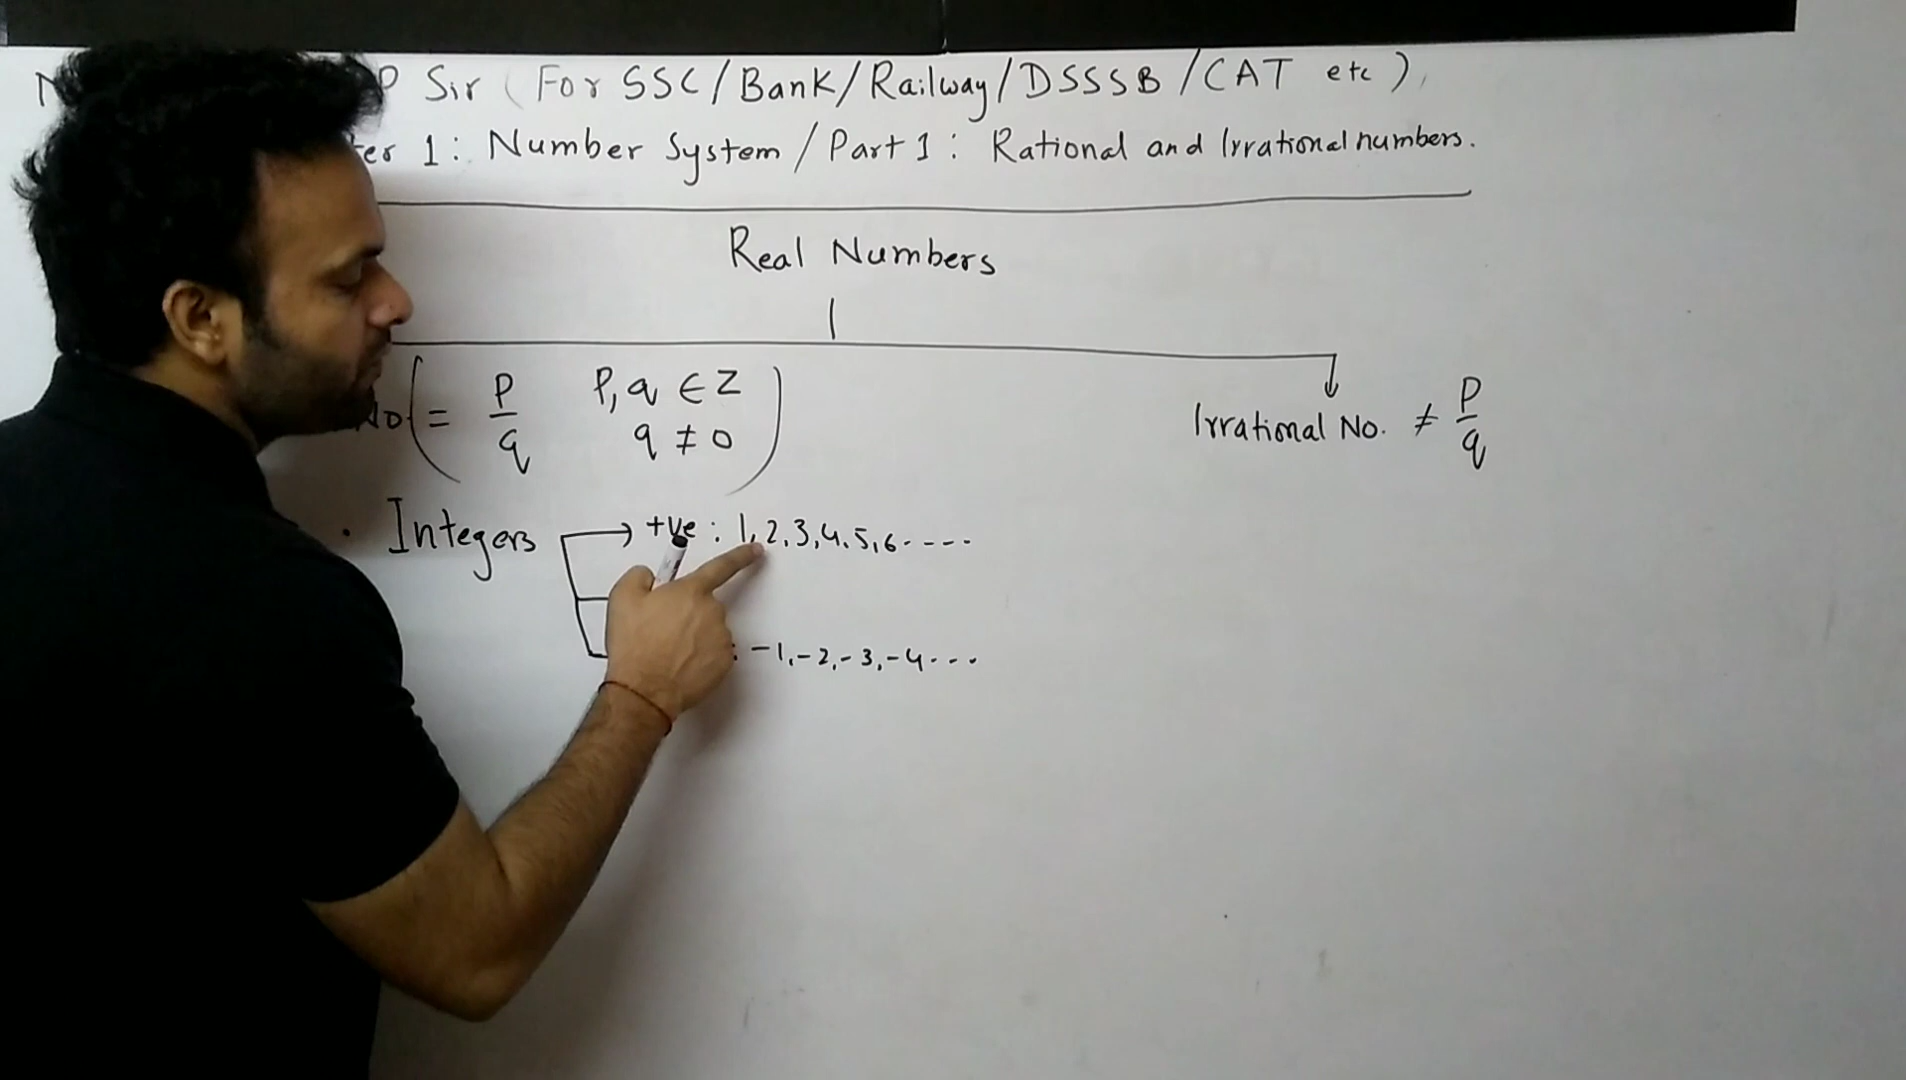 P Sir (For SSC/Bank/Railway/DSSSB/CAT etc),
1: Number System/Part 1: Rational and Irrational numbers.
Real Numbers
No (= p/q p, q ∈ Z q ≠ 0)
Irrational No. ≠ p/q
· Integers → +ve : 1,2,3,4,5,6----
: -1,-2,-3,-4---